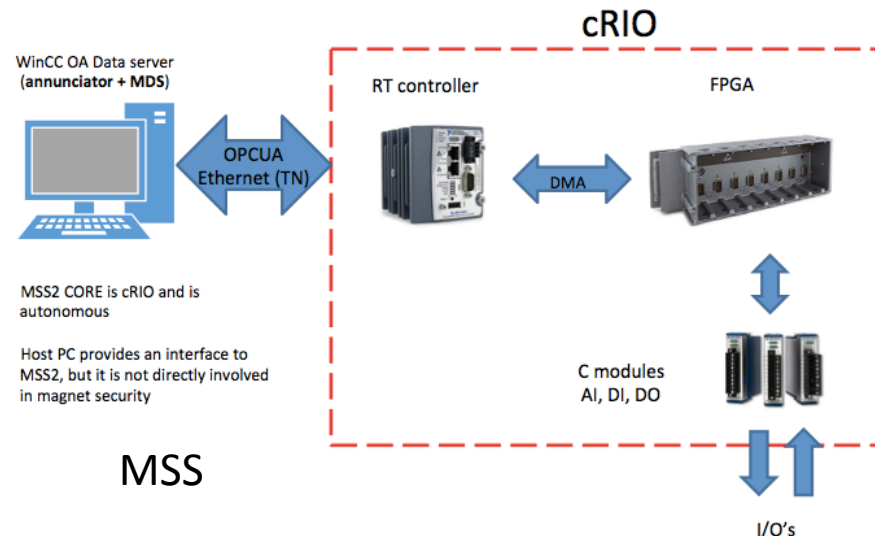 cRIO
WinCC OA Data server
(annunciator + MDS)
RT controller
FPGA
OPCUA
Ethernet (TN)
DMA
MSS2 CORE is cRIO and is
autonomous
Host PC provides an interface to
MSS2, but it is not directly involved
in magnet security
C modules
AI, DI, DO
MSS
I/O's